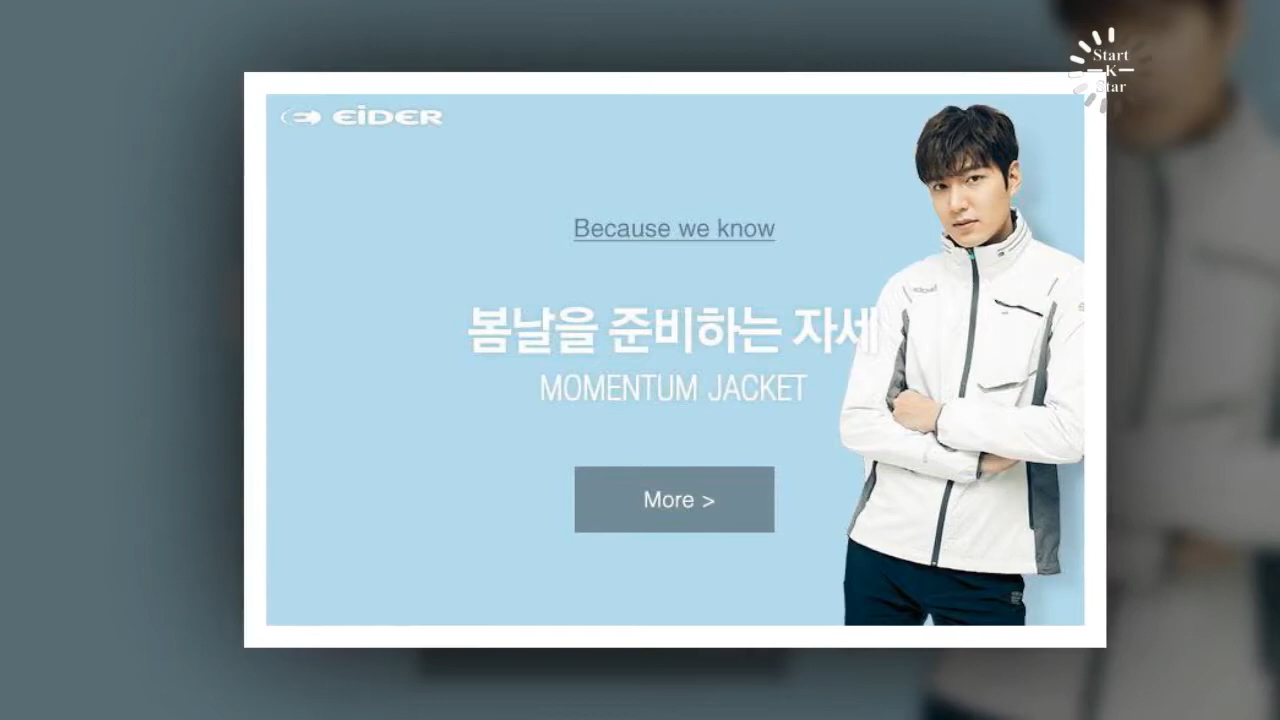 Start
K
Star
EIDER
Because we know
봄날을 준비하는 자세
MOMENTUM JACKET
More >